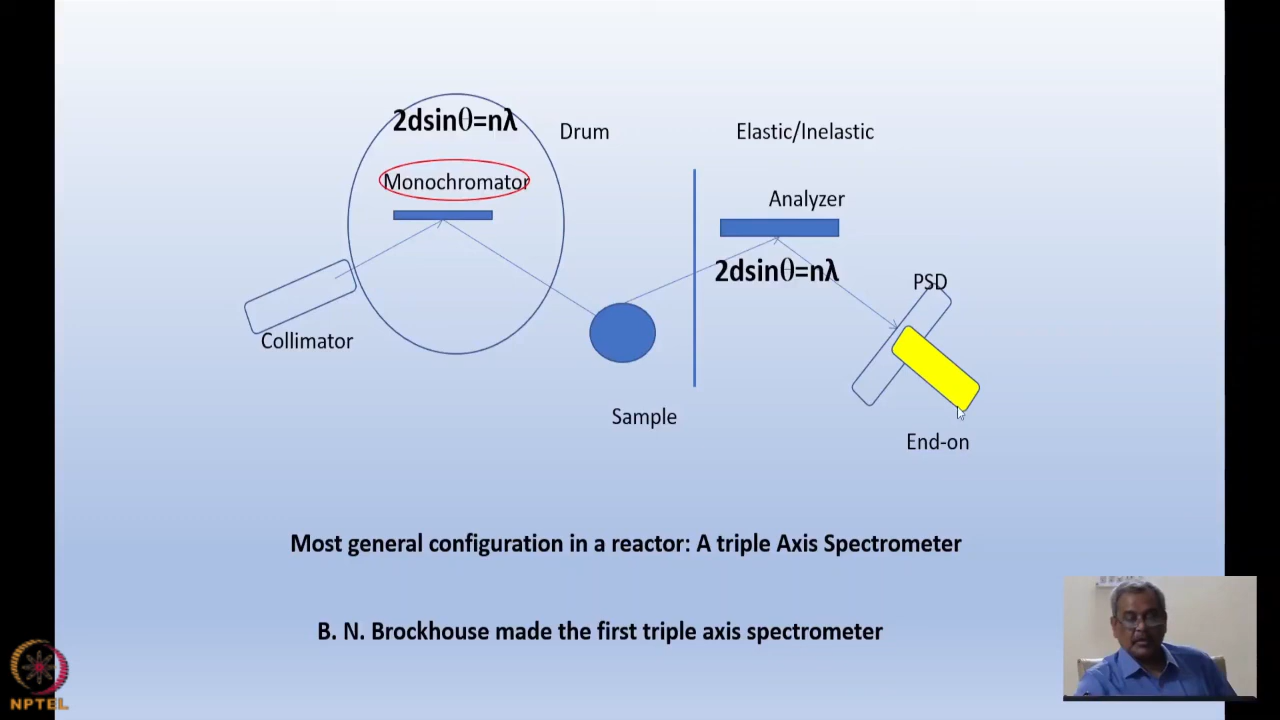 2dsinθ=nλ
Drum
Elastic/Inelastic
Monochromator
Analyzer
2dsinθ=nλ
PSD
Collimator
Sample
End-on
Most general configuration in a reactor: A triple Axis Spectrometer
B. N. Brockhouse made the first triple axis spectrometer
NPTEL